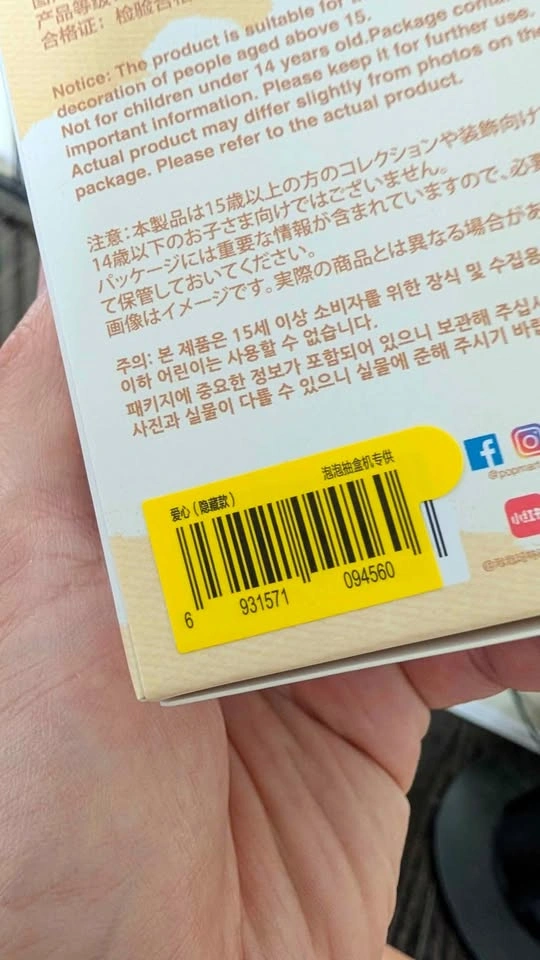 产品等级:
合格证: 检验合格
Notice: The product is suitable for
decoration of people aged above 15.
Not for children under 14 years old.Package
important information. Please keep it for further use.
Actual product may differ slightly from photos on the
package. Please refer to the actual product.
注意:本製品は15歳以上の方のコレクションや装飾向け
14歳以下のお子さま向けではございません。
パッケージには重要な情報が含まれていますので、必
て保管しておいてください。
画像はイメージです。実際の商品とは異なる場合が
주의: 본 제품은 15세 이상 소비자를 위한 장식 및 수집용
이하 어린이는 사용할 수 없습니다.
패키지에 중요한 정보가 포함되어 있으니 보관해 주십시
사진과 실물이 다를 수 있으니 실물에 준해 주시기 바
@popmart
爱心(隐藏款) 泡泡抽盒机专供
6 931571 094560
小红书